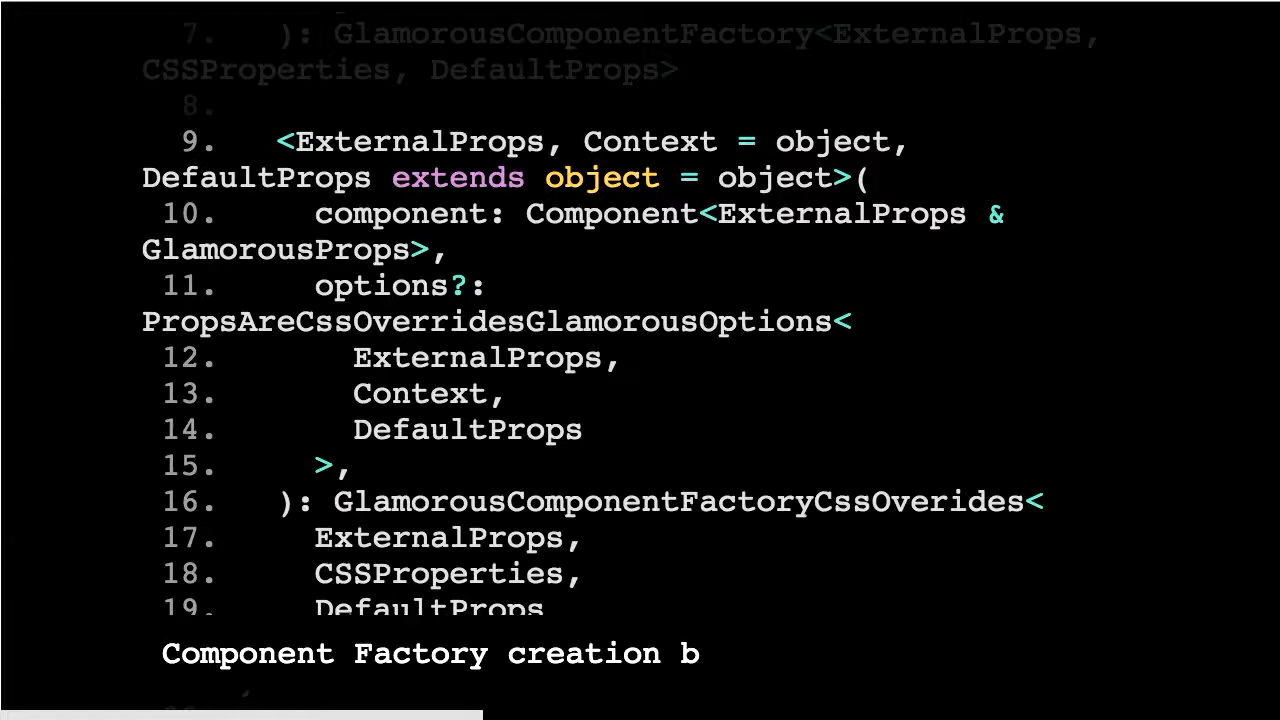 7. ): GlamorousComponentFactory<ExternalProps,
CSSProperties, DefaultProps>
8.
9. <ExternalProps, Context = object,
DefaultProps extends object = object>(
10. component: Component<ExternalProps &
GlamorousProps>,
11. options?:
PropsAreCssOverridesGlamorousOptions<
12. ExternalProps,
13. Context,
14. DefaultProps
15. >,
16. ): GlamorousComponentFactoryCssOverides<
17. ExternalProps,
18. CSSProperties,
19. DefaultProps
Component Factory creation b